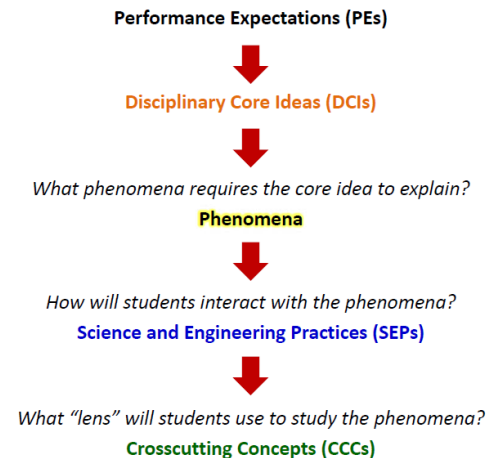 Performance Expectations (PEs)
Disciplinary Core Ideas (DCIs)
What phenomena requires the core idea to explain?
Phenomena
How will students interact with the phenomena?
Science and Engineering Practices (SEPs)
What “lens” will students use to study the phenomena?
Crosscutting Concepts (CCCs)